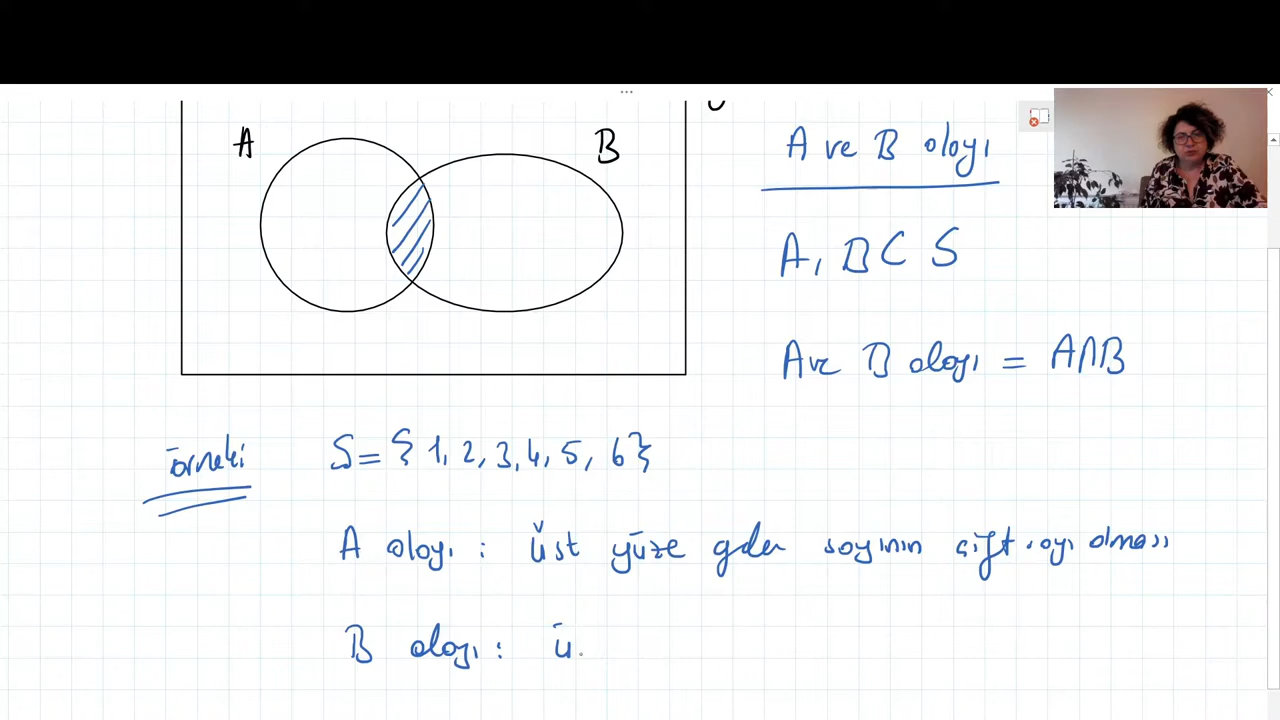 A
B
A ve B olayı
A, B ⊂ S
A ve B olayı = A∩B
örnek:
S = { 1, 2, 3, 4, 5, 6 }
A olayı : üst yüze gelen sayının çift sayı olması
B olayı : ü